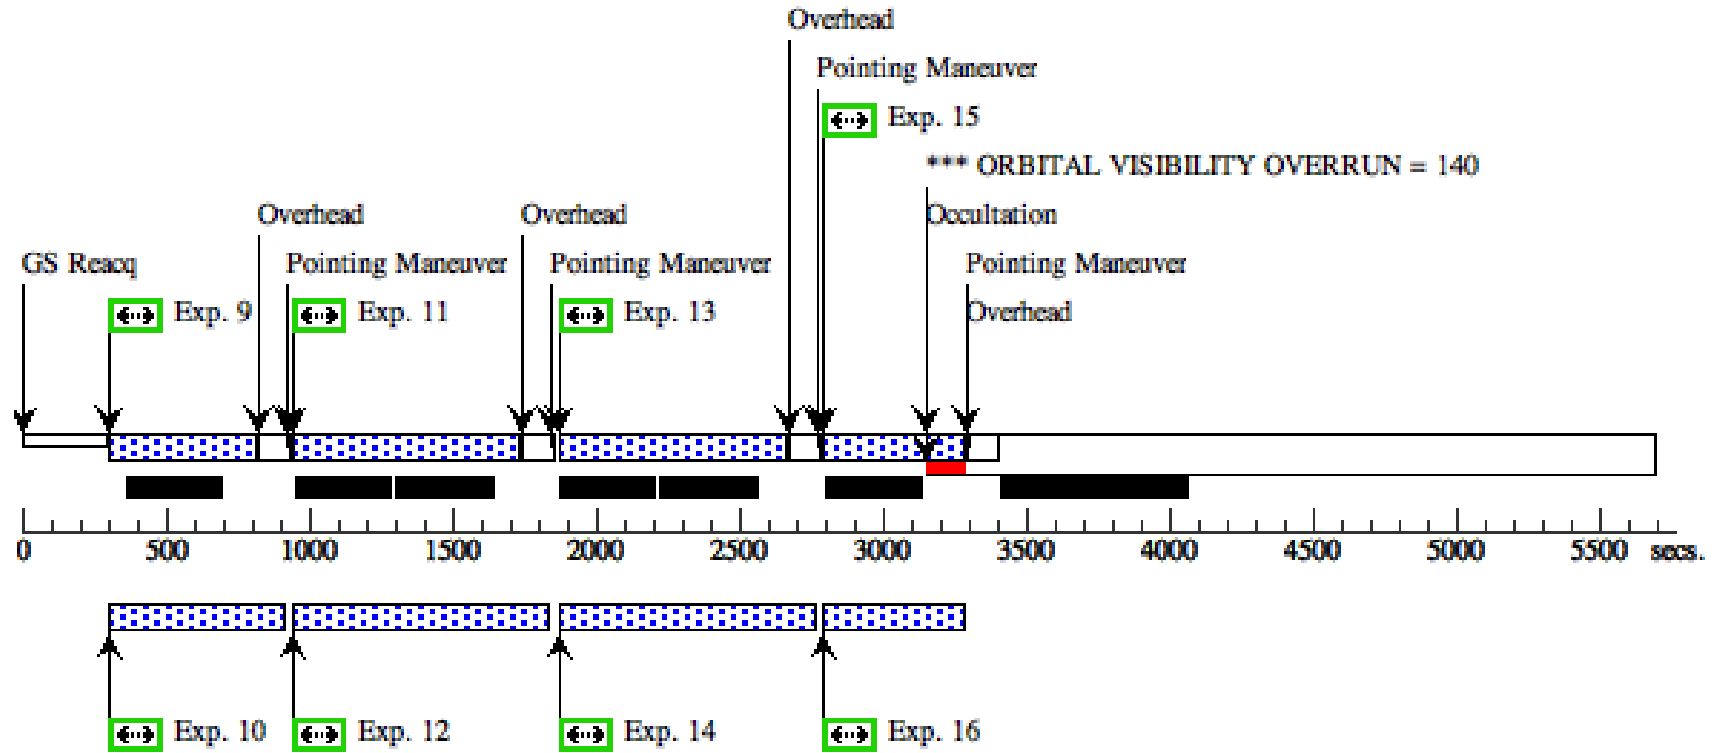 Overhead
Pointing Maneuver
Exp. 15
*** ORBITAL VISIBILITY OVERRUN = 140
Overhead Overhead Occultation
GS Reacq Pointing Maneuver Pointing Maneuver Pointing Maneuver
Exp. 9 Exp. 11 Exp. 13 Overhead
0 500 1000 1500 2000 2500 3000 3500 4000 4500 5000 5500 secs.
Exp. 10 Exp. 12 Exp. 14 Exp. 16